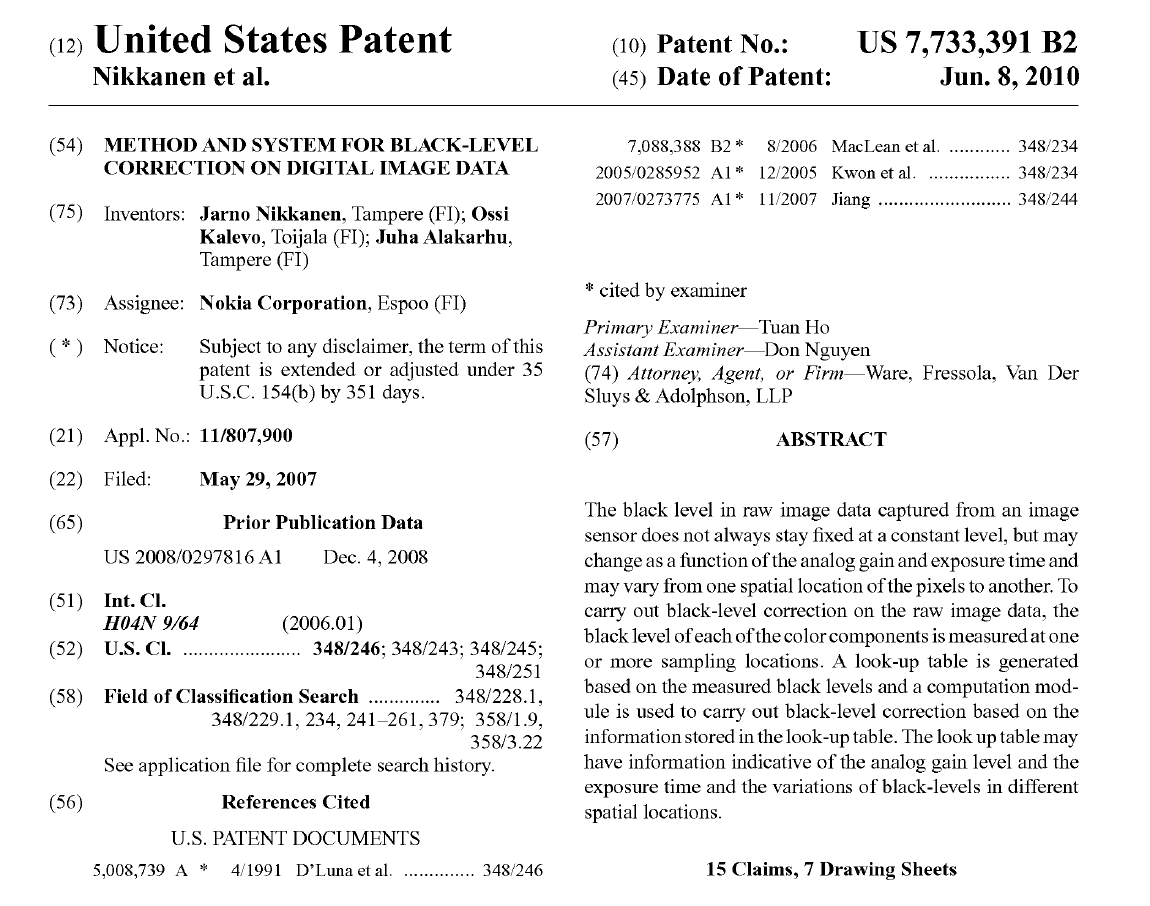 (12) United States Patent
Nikkanen et al.
(10) Patent No.: US 7,733,391 B2
(45) Date of Patent: Jun. 8, 2010
(54) METHOD AND SYSTEM FOR BLACK-LEVEL
CORRECTION ON DIGITAL IMAGE DATA
(75) Inventors: Jarno Nikkanen, Tampere (FI); Ossi
Kalevo, Toijala (FI); Juha Alakarhu,
Tampere (FI)
(73) Assignee: Nokia Corporation, Espoo (FI)
( * ) Notice: Subject to any disclaimer, the term of this
patent is extended or adjusted under 35
U.S.C. 154(b) by 351 days.
(21) Appl. No.: 11/807,900
(22) Filed: May 29, 2007
(65) Prior Publication Data
US 2008/0297816 A1 Dec. 4, 2008
(51) Int. Cl.
H04N 9/64 (2006.01)
(52) U.S. Cl. ....................... 348/246; 348/243; 348/245;
348/251
(58) Field of Classification Search .............. 348/228.1,
348/229.1, 234, 241–261, 379; 358/1.9,
358/3.22
See application file for complete search history.
(56) References Cited
U.S. PATENT DOCUMENTS
5,008,739 A * 4/1991 D'Luna et al. .............. 348/246
7,088,388 B2 * 8/2006 MacLean et al. ............ 348/234
2005/0285952 A1 * 12/2005 Kwon et al. ................ 348/234
2007/0273775 A1 * 11/2007 Jiang .......................... 348/244
* cited by examiner
Primary Examiner—Tuan Ho
Assistant Examiner—Don Nguyen
(74) Attorney, Agent, or Firm—Ware, Fressola, Van Der
Sluys & Adolphson, LLP
(57) ABSTRACT
The black level in raw image data captured from an image
sensor does not always stay fixed at a constant level, but may
change as a function of the analog gain and exposure time and
may vary from one spatial location of the pixels to another. To
carry out black-level correction on the raw image data, the
black level of each of the color components is measured at one
or more sampling locations. A look-up table is generated
based on the measured black levels and a computation mod-
ule is used to carry out black-level correction based on the
information stored in the look-up table. The look up table may
have information indicative of the analog gain level and the
exposure time and the variations of black-levels in different
spatial locations.
15 Claims, 7 Drawing Sheets